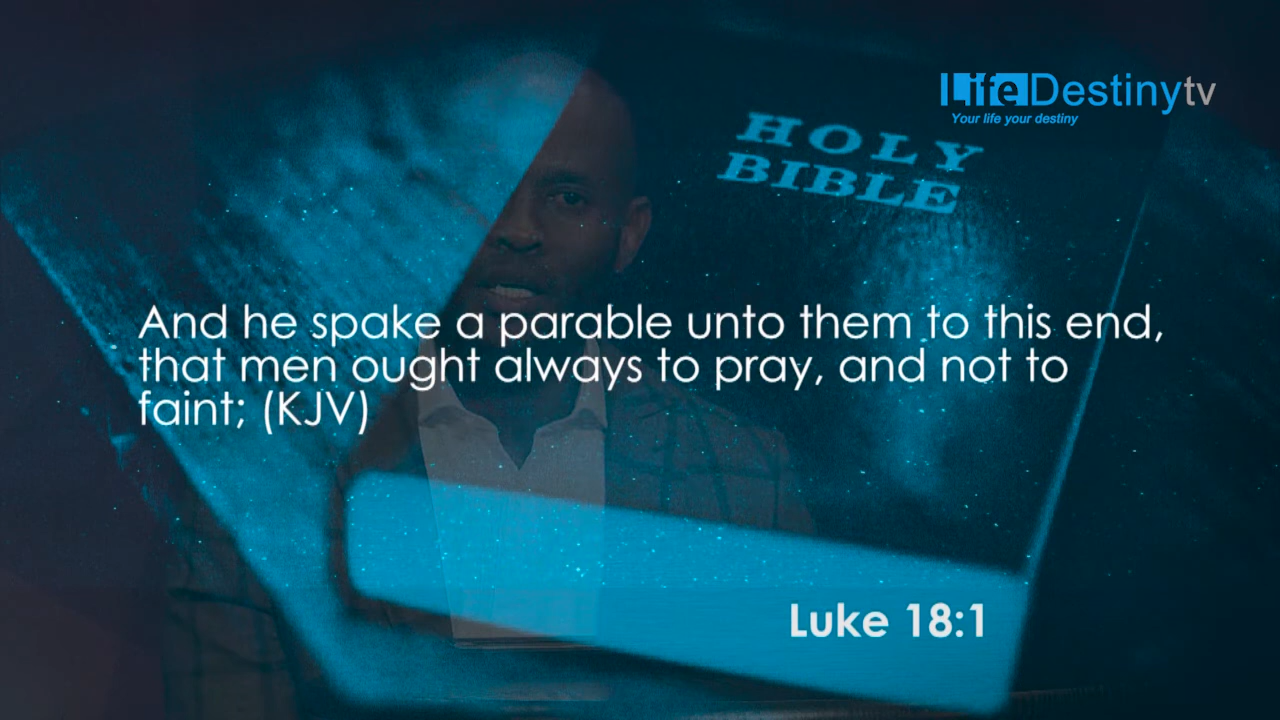 LifeDestinytv
Your life your destiny
HOLY
BIBLE
And he spake a parable unto them to this end,
that men ought always to pray, and not to
faint; (KJV)
Luke 18:1